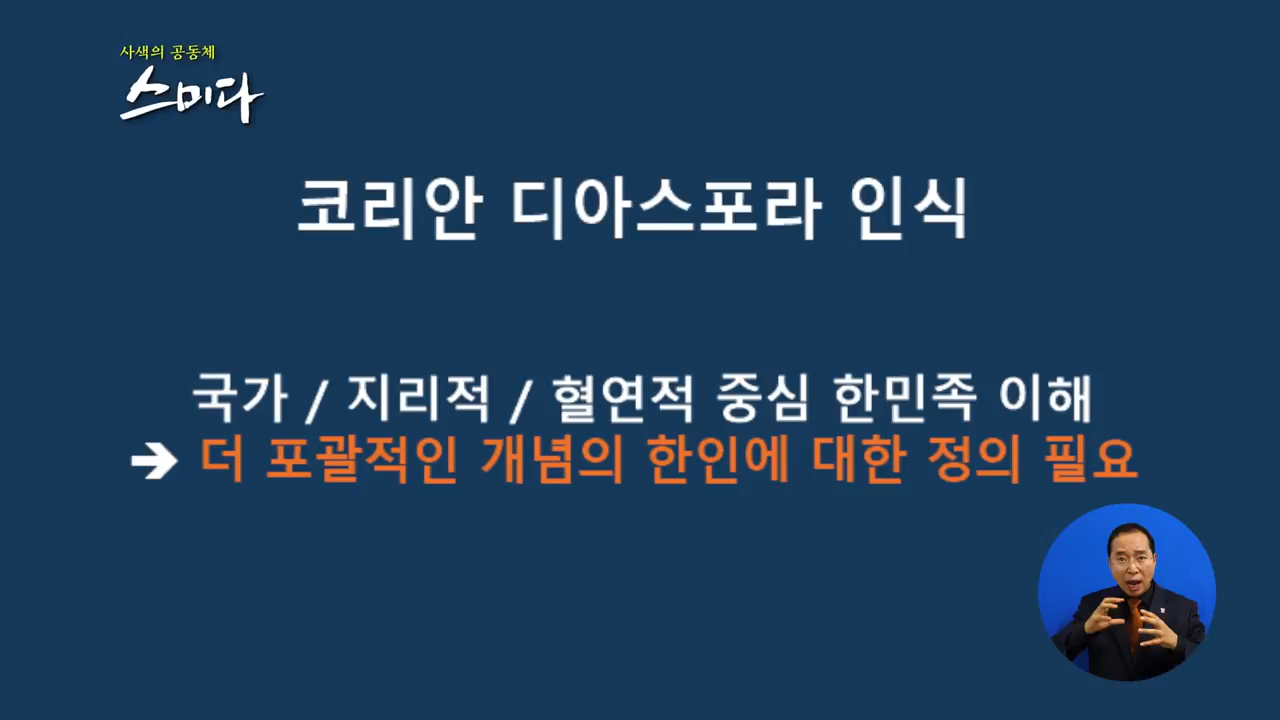 사색의 공동체
스미다
코리안 디아스포라 인식
국가 / 지리적 / 혈연적 중심 한민족 이해
➔ 더 포괄적인 개념의 한인에 대한 정의 필요